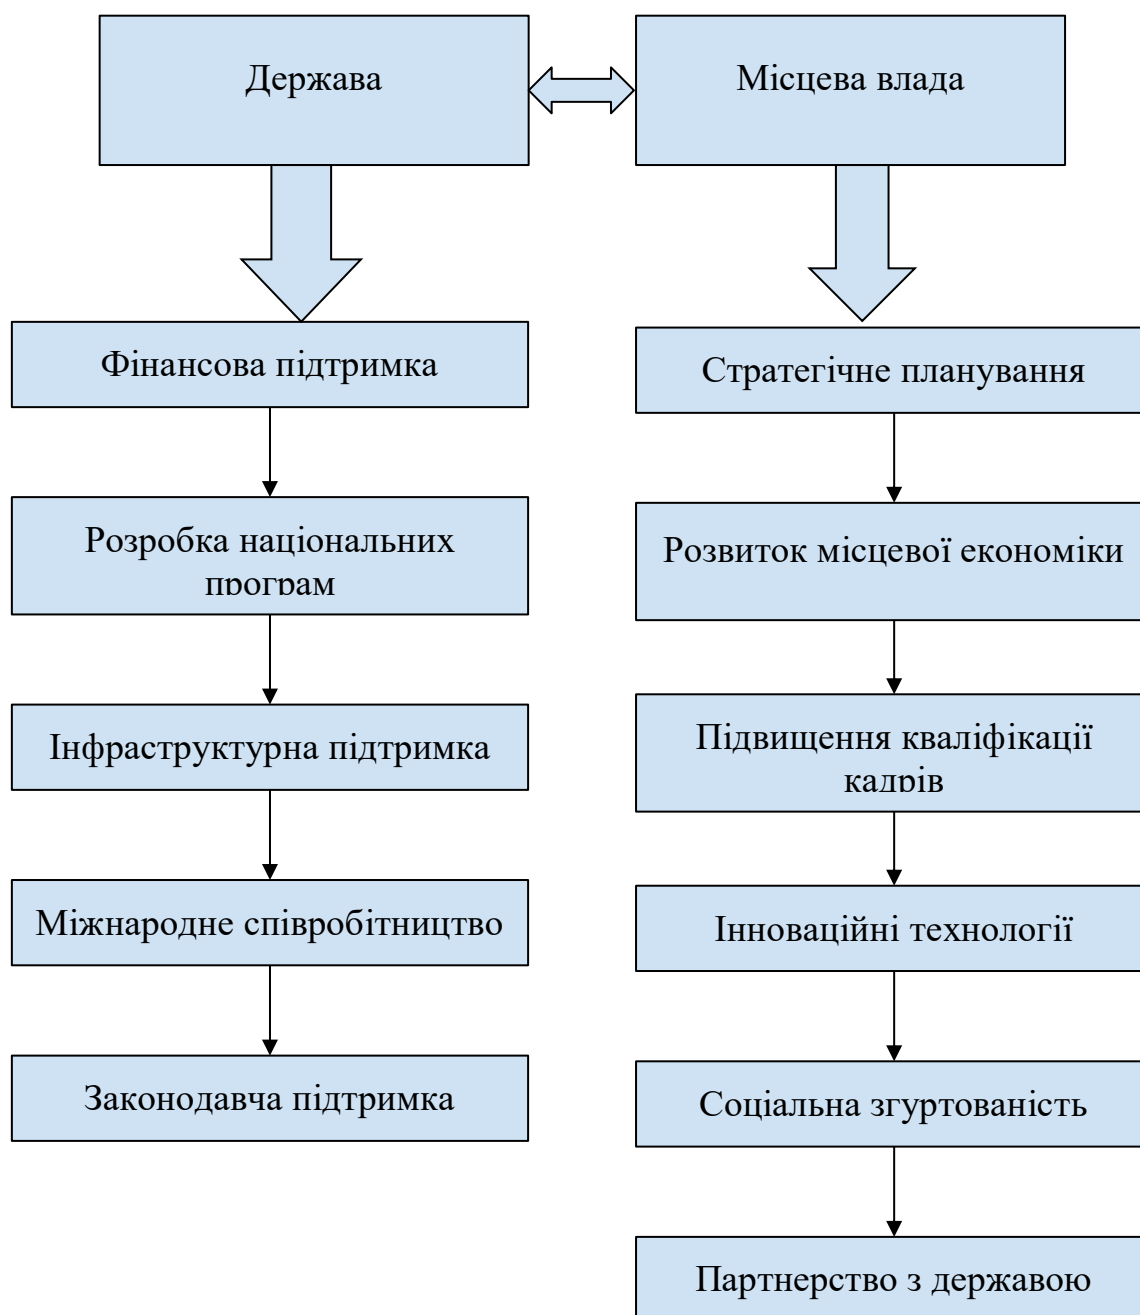 Держава
Місцева влада
Фінансова підтримка
Розробка національних
програм
Інфраструктурна підтримка
Міжнародне співробітництво
Законодавча підтримка
Стратегічне планування
Розвиток місцевої економіки
Підвищення кваліфікації
кадрів
Інноваційні технології
Соціальна згуртованість
Партнерство з державою